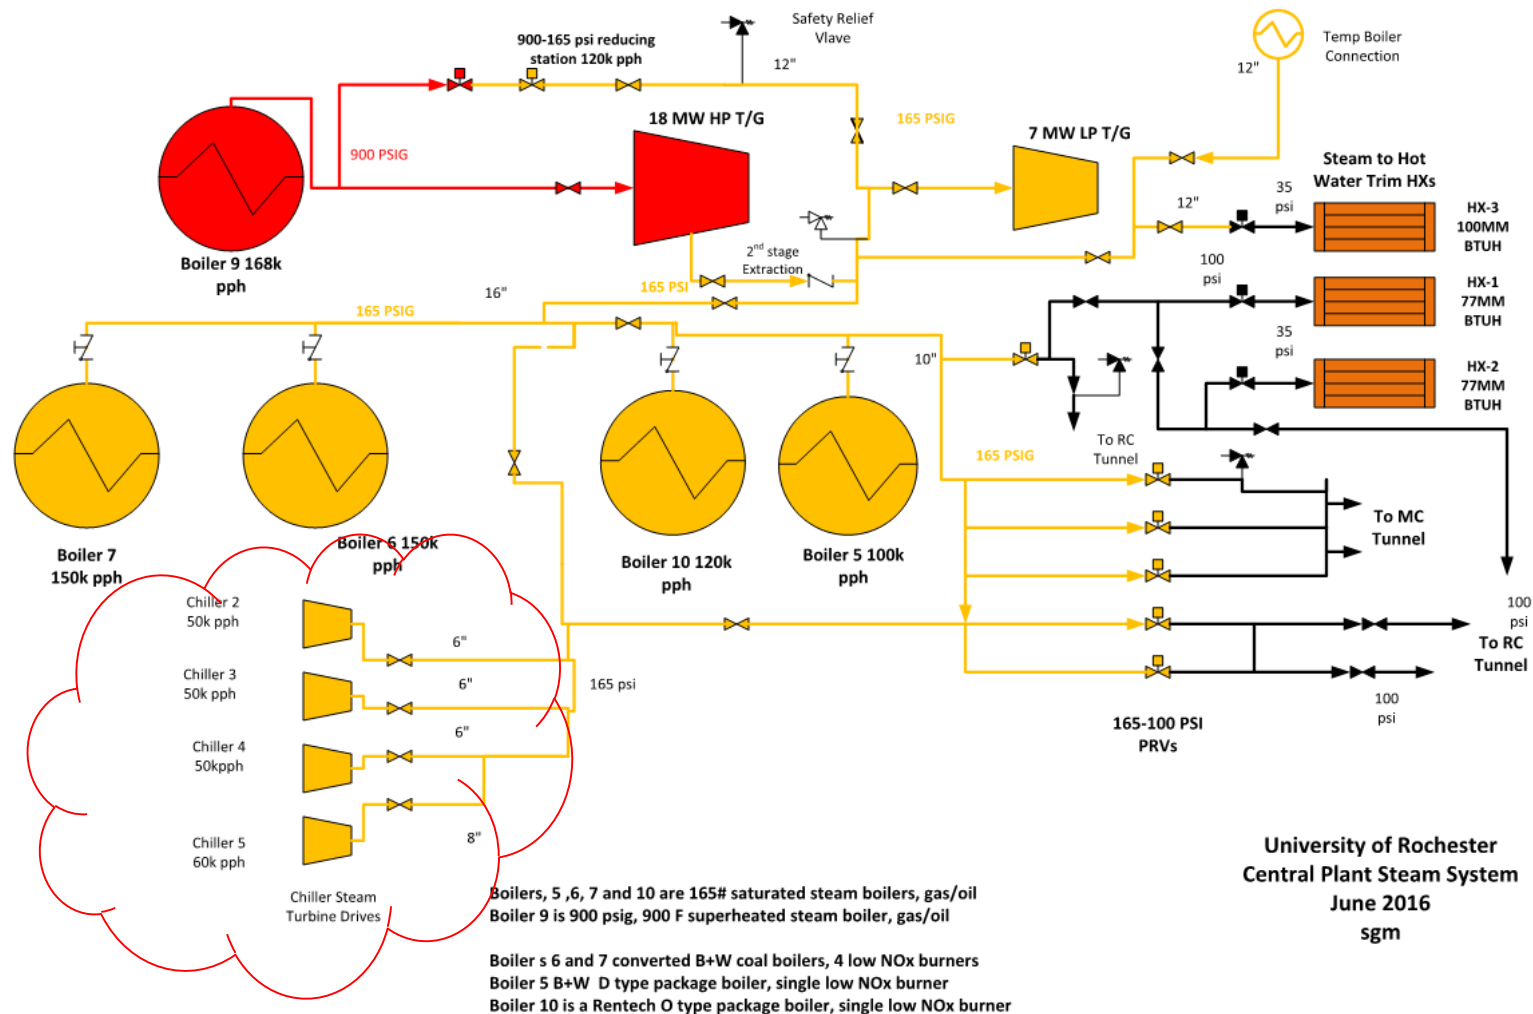 Safety Relief
Vlave
900-165 psi reducing
station 120k pph
12"
Temp Boiler
Connection
12"
18 MW HP T/G
165 PSIG
7 MW LP T/G
900 PSIG
Steam to Hot
Water Trim HXs
35
psi
12"
HX-3
100MM
BTUH
2nd stage
Extraction
Boiler 9 168k
pph
100
psi
165 PSI
16"
165 PSIG
HX-1
77MM
BTUH
35
psi
10"
HX-2
77MM
BTUH
To RC
Tunnel
165 PSIG
To MC
Tunnel
Boiler 7
150k pph
Boiler 6 150k
pph
Boiler 10 120k
pph
Boiler 5 100k
pph
Chiller 2
50k pph
6"
100
psi
To RC
Tunnel
Chiller 3
50k pph
6"
165 psi
100
psi
6"
165-100 PSI
PRVs
Chiller 4
50kpph
Chiller 5
60k pph
8"
Chiller Steam
Turbine Drives
University of Rochester
Central Plant Steam System
June 2016
sgm
Boilers, 5 ,6, 7 and 10 are 165# saturated steam boilers, gas/oil
Boiler 9 is 900 psig, 900 F superheated steam boiler, gas/oil
Boiler s 6 and 7 converted B+W coal boilers, 4 low NOx burners
Boiler 5 B+W  D type package boiler, single low NOx burner
Boiler 10 is a Rentech O type package boiler, single low NOx burner